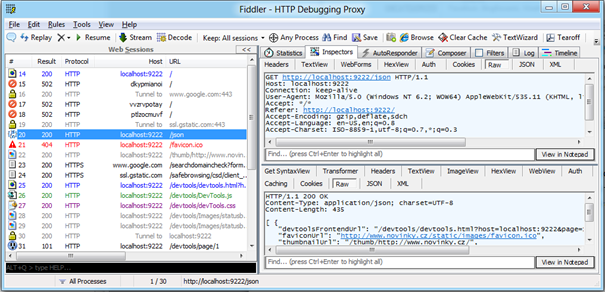 Fiddler - HTTP Debugging Proxy
File Edit Rules Tools View Help
Replay Resume Stream Decode Keep: All sessions Any Process Find Save Browse Clear Cache TextWizard Tearoff
Web Sessions <<
# Result Protocol Host URL
14 200 HTTP localhost:9222 /
15 502 HTTP dkypmianoi /
16 200 HTTP Tunnel to www.google.com:443
17 502 HTTP vvzrvpotay /
18 502 HTTP ptlzoumuvf /
19 200 HTTP Tunnel to ssl.gstatic.com:443
20 200 HTTP localhost:9222 /json
21 404 HTTP localhost:9222 /favicon.ico
22 200 HTTP localhost:9222 /thumb/http://www.novin...
23 200 HTTPS www.google.com /searchdomaincheck?form...
24 200 HTTPS ssl.gstatic.com /safebrowsing/csd/client_...
25 200 HTTP localhost:9222 /devtools/devtools.html?h...
26 200 HTTP localhost:9222 /devtools/DevTools.js
27 200 HTTP localhost:9222 /devtools/devTools.css
28 200 HTTP localhost:9222 /devtools/Images/statusb...
29 200 HTTP localhost:9222 /devtools/Images/statusb...
30 200 HTTP Tunnel to localhost:9222
31 101 HTTP localhost:9222 /devtools/page/1
ALT+Q > type HELP...
All Processes 1 / 30 http://localhost:9222/json
Statistics Inspectors AutoResponder Composer Filters Log Timeline
Headers TextView WebForms HexView Auth Cookies Raw JSON XML
GET http://localhost:9222/json HTTP/1.1
Host: localhost:9222
Connection: keep-alive
User-Agent: Mozilla/5.0 (Windows NT 6.2; WOW64) AppleWebKit/535.11 (KHTML, l
Accept: */*
Referer: http://localhost:9222/
Accept-Encoding: gzip,deflate,sdch
Accept-Language: en-US,en;q=0.8
Accept-Charset: ISO-8859-1,utf-8;q=0.7,*;q=0.3
Find... (press Ctrl+Enter to highlight all) View in Notepad
Get SyntaxView Transformer Headers TextView ImageView HexView WebView Auth
Caching Cookies Raw JSON XML
HTTP/1.1 200 OK
Content-Type: application/json; charset=UTF-8
Content-Length: 435
[ {
"devtoolsFrontendUrl": "/devtools/devtools.html?host=localhost:9222&page=
"faviconUrl": "http://www.novinky.cz/static/images/favicon.ico",
"thumbnailUrl": "/thumb/http://www.novinky.cz/",
Find... (press Ctrl+Enter to highlight all) View in Notepad